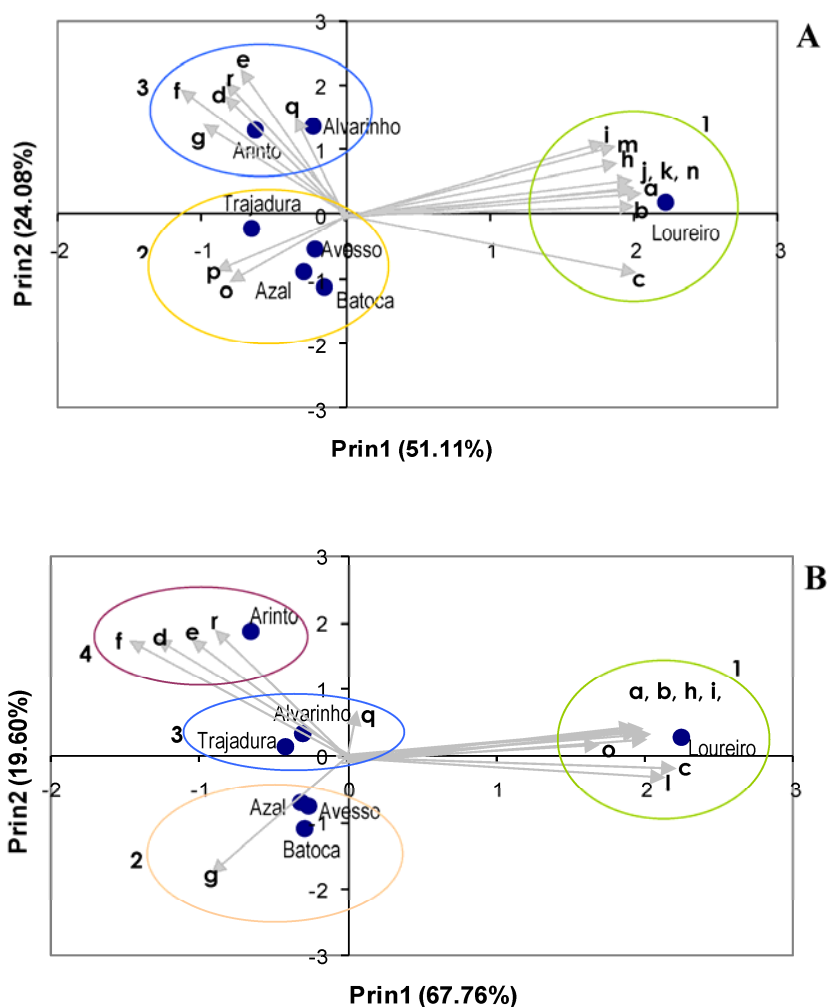 A
3
e
r
f
d
q
g
Alvarinho
Arinto
1
i
m
h
j, k, n
a
b
Loureiro
c
Trajadura
2
Avesso
p
o
Azal
Batoca
3
2
1
0
-1
-2
-3
-2
-1
0
1
2
3
Prin2 (24.08%)
Prin1 (51.11%)
B
4
f
d
e
r
Arinto
3
Alvarinho
q
Trajadura
1
a, b, h, i,
o
Loureiro
c
l
Azal
Avesso
Batoca
2
g
3
2
1
0
-1
-2
-3
-2
-1
0
1
2
3
Prin2 (19.60%)
Prin1 (67.76%)